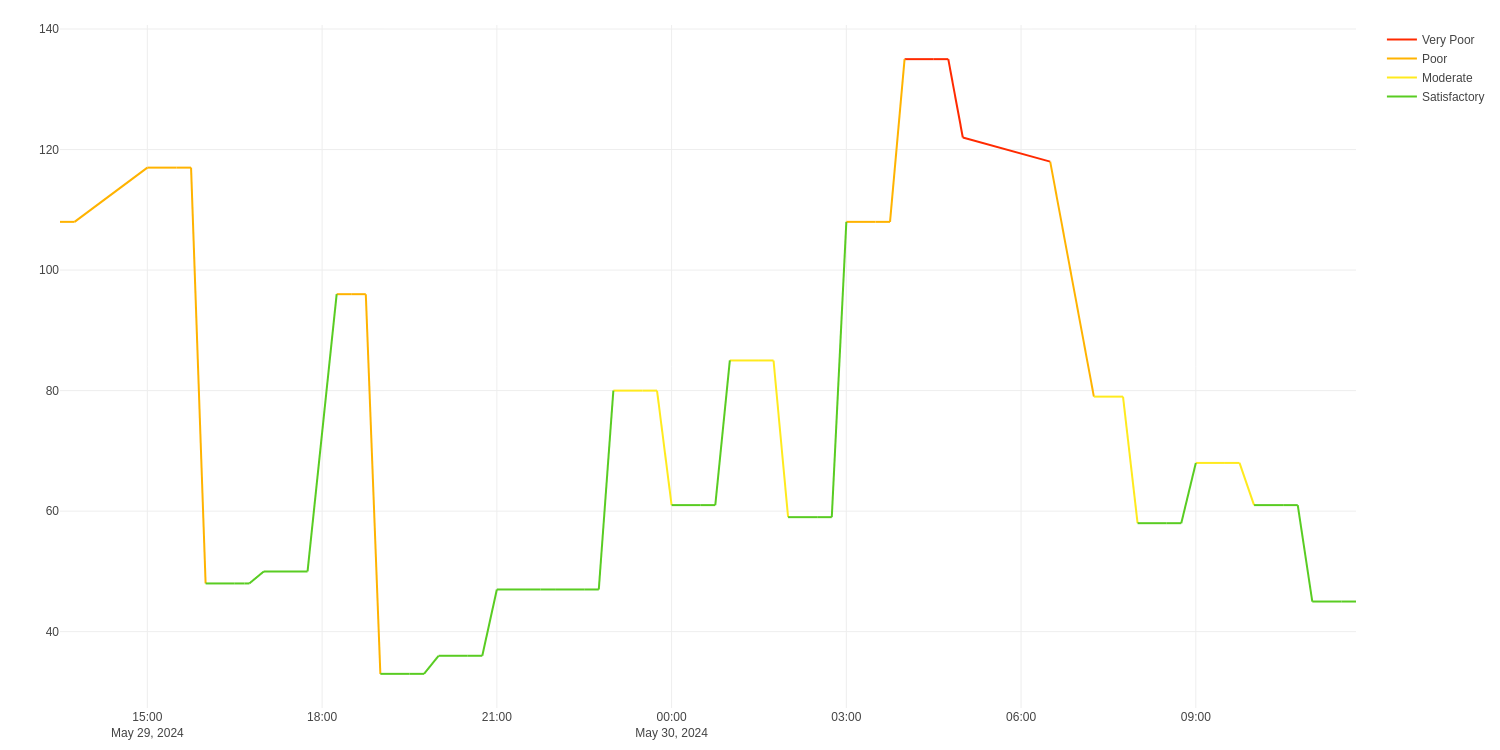 140
120
100
80
60
40
15:00
May 29, 2024
18:00
21:00
00:00
May 30, 2024
03:00
06:00
09:00
Very Poor
Poor
Moderate
Satisfactory